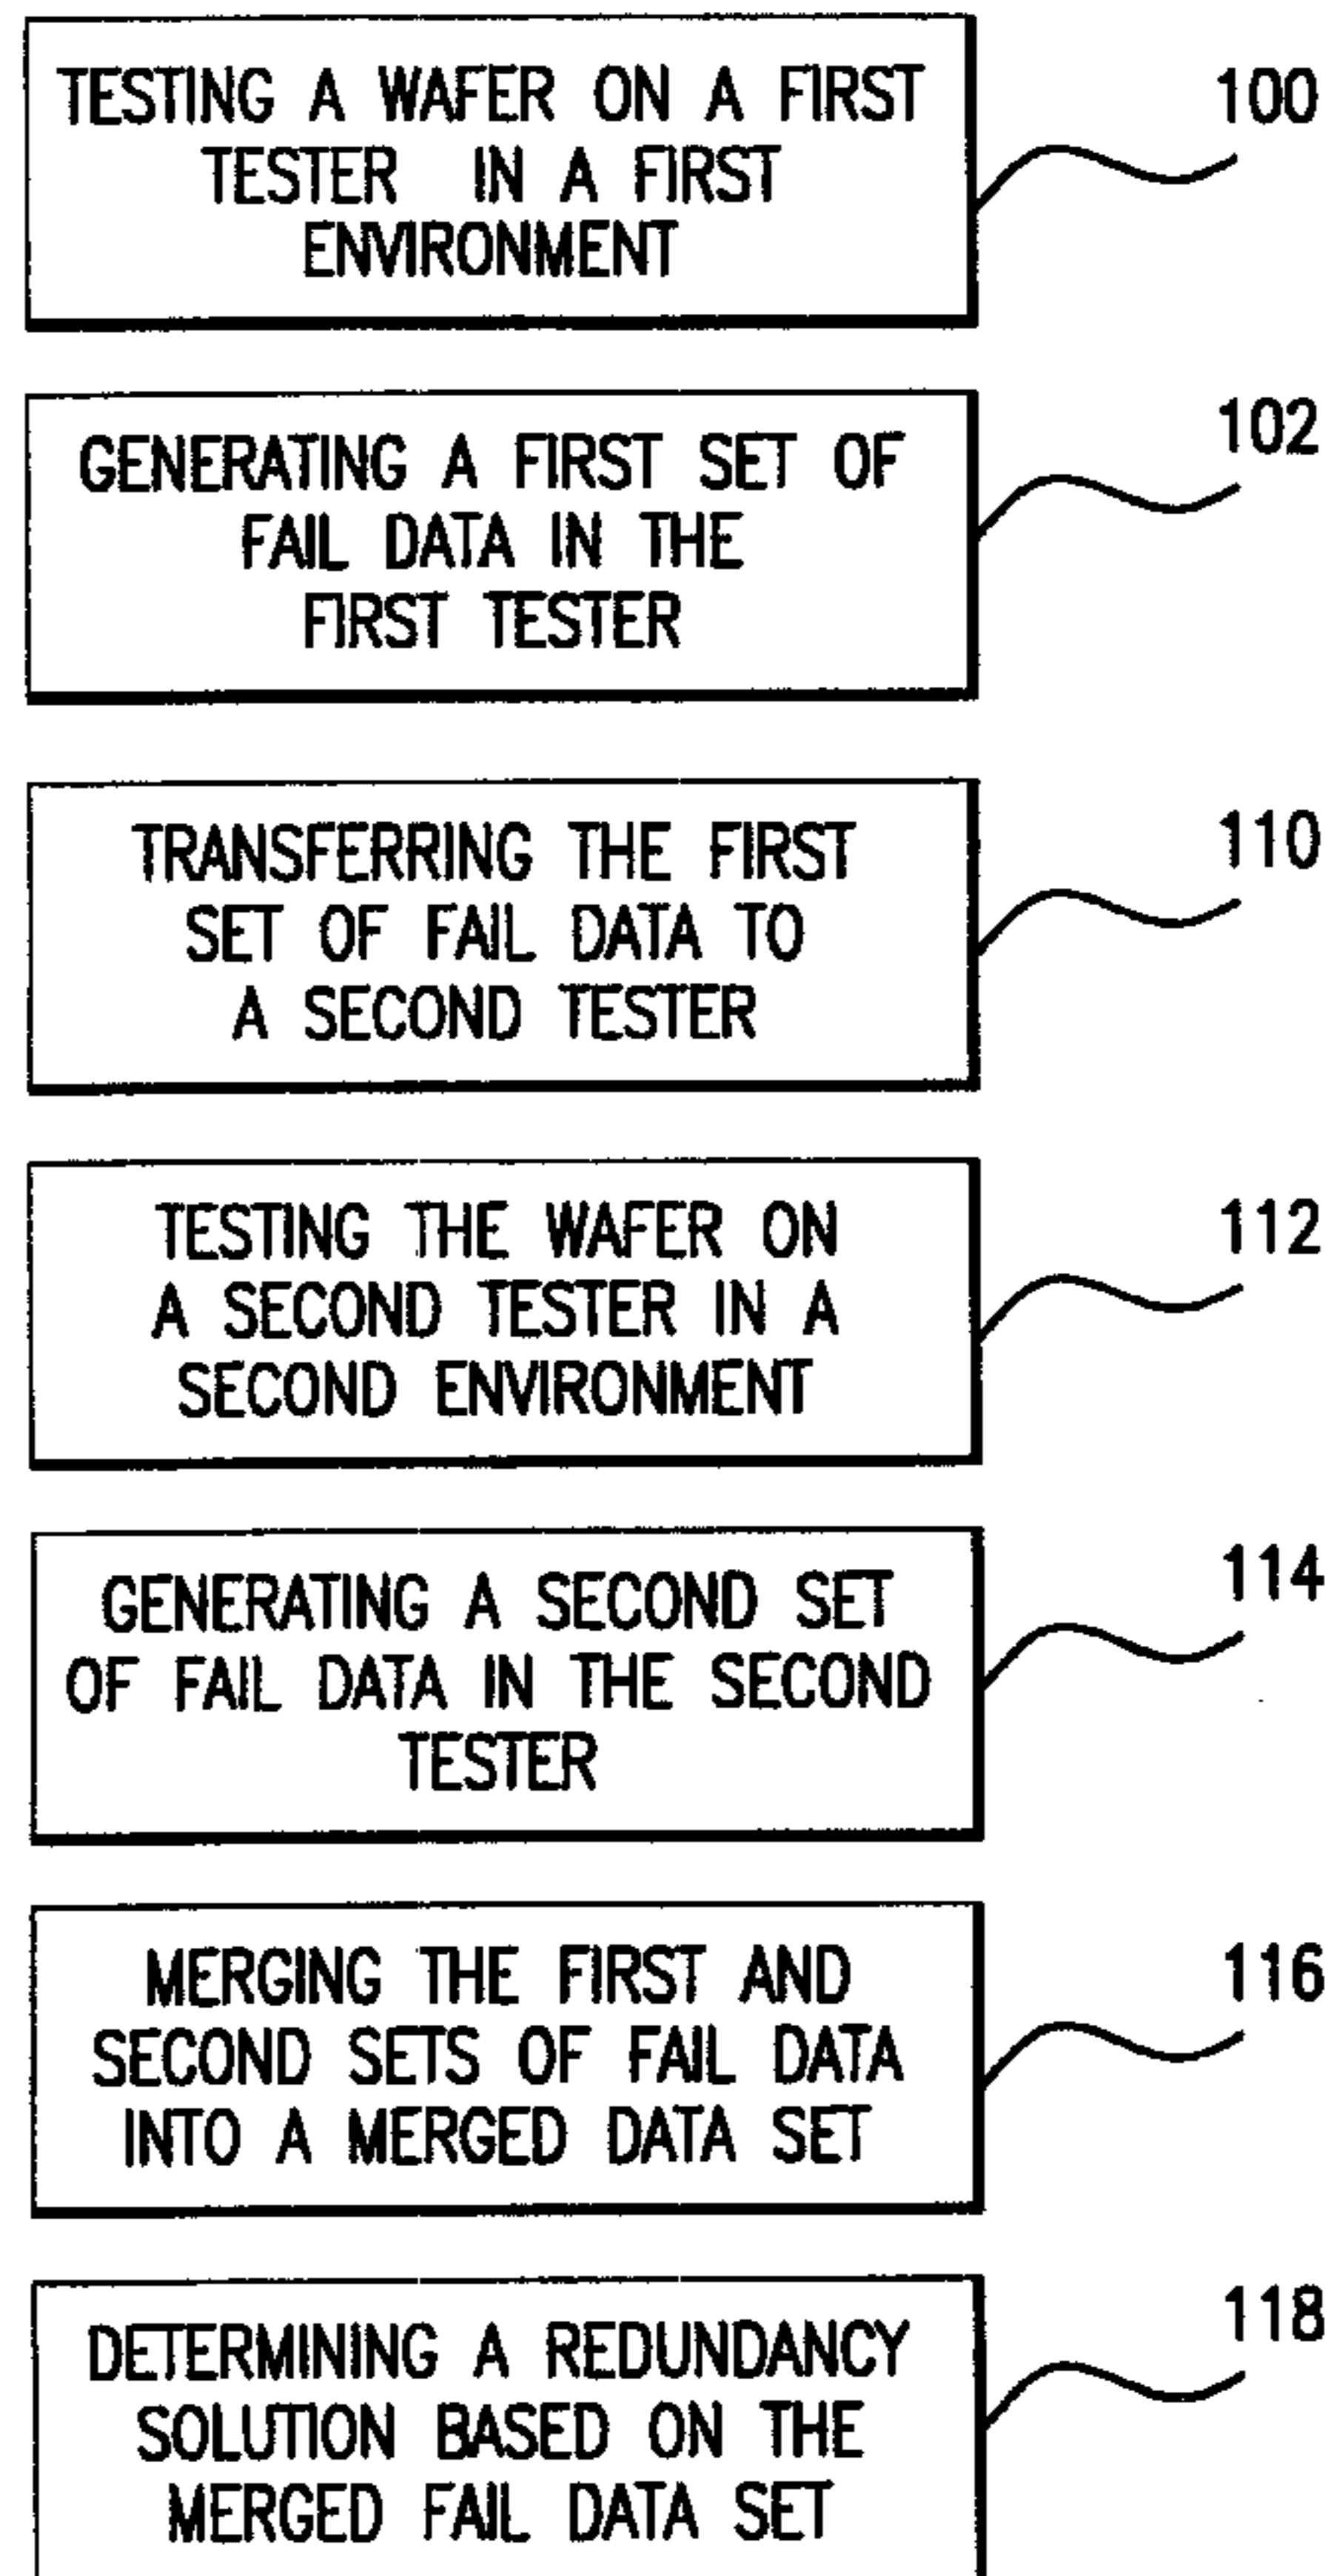 TESTING A WAFER ON A FIRST
TESTER IN A FIRST
ENVIRONMENT
100
GENERATING A FIRST SET OF
FAIL DATA IN THE
FIRST TESTER
102
TRANSFERRING THE FIRST
SET OF FAIL DATA TO
A SECOND TESTER
110
TESTING THE WAFER ON
A SECOND TESTER IN A
SECOND ENVIRONMENT
112
GENERATING A SECOND SET
OF FAIL DATA IN THE SECOND
TESTER
114
MERGING THE FIRST AND
SECOND SETS OF FAIL DATA
INTO A MERGED DATA SET
116
DETERMINING A REDUNDANCY
SOLUTION BASED ON THE
MERGED FAIL DATA SET
118